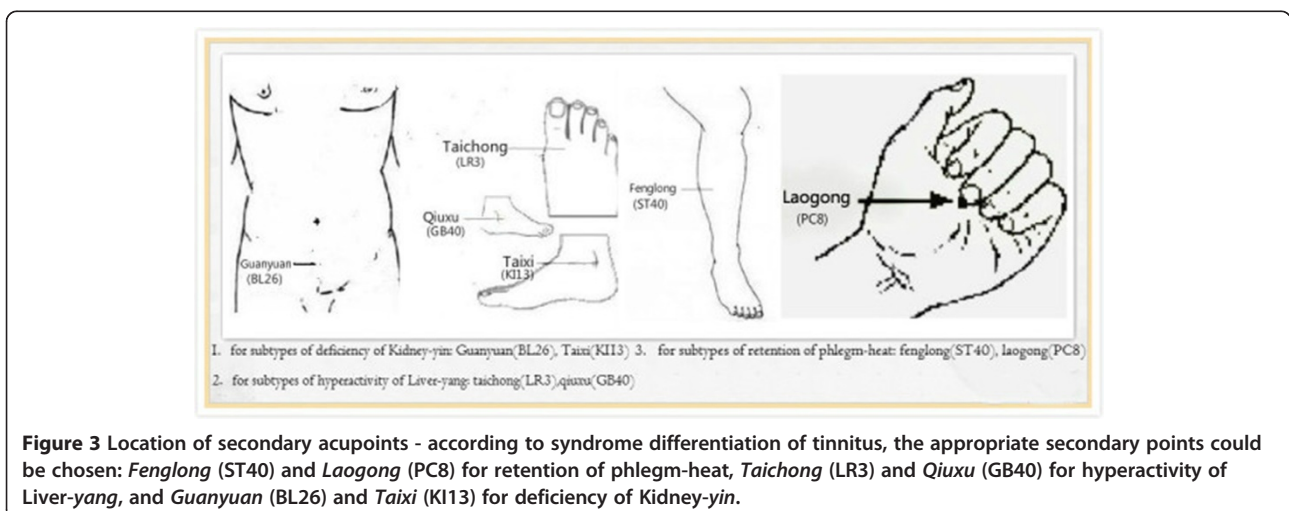 Taichong
(LR3)
Qiuxu
(GB40)
Taixi
(KI13)
Guanyuan
(BL26)
Fenglong
(ST40)
Laogong
(PC8)
1. for subtypes of deficiency of Kidney-yin: Guanyuan(BL26), Taixi(KI13) 3. for subtypes of retention of phlegm-heat: fenglong(ST40), laogong(PC8)
2. for subtypes of hyperactivity of Liver-yang: taichong(LR3),qiuxu(GB40)
Figure 3 Location of secondary acupoints - according to syndrome differentiation of tinnitus, the appropriate secondary points could
be chosen: Fenglong (ST40) and Laogong (PC8) for retention of phlegm-heat, Taichong (LR3) and Qiuxu (GB40) for hyperactivity of
Liver-yang, and Guanyuan (BL26) and Taixi (KI13) for deficiency of Kidney-yin.